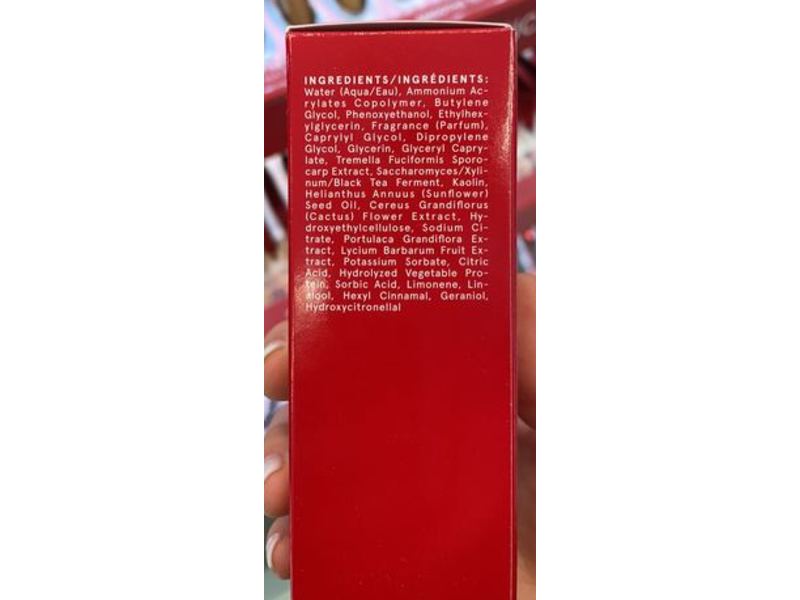 INGREDIENTS/INGRÉDIENTS:
Water (Aqua/Eau), Ammonium Ac-
rylates Copolymer, Butylene
Glycol, Phenoxyethanol, Ethylhex-
ylglycerin, Fragrance (Parfum),
Caprylyl Glycol, Dipropylene
Glycol, Glycerin, Glyceryl Capry-
late, Tremella Fuciformis Sporo-
carp Extract, Saccharomyces/Xyli-
num/Black Tea Ferment, Kaolin,
Helianthus Annuus (Sunflower)
Seed Oil, Cereus Grandiflorus
(Cactus) Flower Extract, Hy-
droxyethylcellulose, Sodium Ci-
trate, Portulaca Grandiflora Ex-
tract, Lycium Barbarum Fruit Ex-
tract, Potassium Sorbate, Citric
Acid, Hydrolyzed Vegetable Pro-
tein, Sorbic Acid, Limonene, Lin-
alool, Hexyl Cinnamal, Geraniol,
Hydroxycitronellal